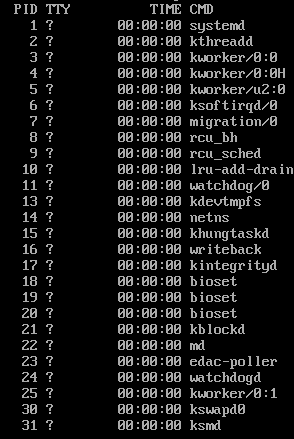 PID TTY          TIME CMD
    1 ?        00:00:00 systemd
    2 ?        00:00:00 kthreadd
    3 ?        00:00:00 kworker/0:0
    4 ?        00:00:00 kworker/0:0H
    5 ?        00:00:00 kworker/u2:0
    6 ?        00:00:00 ksoftirqd/0
    7 ?        00:00:00 migration/0
    8 ?        00:00:00 rcu_bh
    9 ?        00:00:00 rcu_sched
   10 ?        00:00:00 lru-add-drain
   11 ?        00:00:00 watchdog/0
   13 ?        00:00:00 kdevtmpfs
   14 ?        00:00:00 netns
   15 ?        00:00:00 khungtaskd
   16 ?        00:00:00 writeback
   17 ?        00:00:00 kintegrityd
   18 ?        00:00:00 bioset
   19 ?        00:00:00 bioset
   20 ?        00:00:00 bioset
   21 ?        00:00:00 kblockd
   22 ?        00:00:00 md
   23 ?        00:00:00 edac-poller
   24 ?        00:00:00 watchdogd
   25 ?        00:00:00 kworker/0:1
   30 ?        00:00:00 kswapd0
   31 ?        00:00:00 ksmd